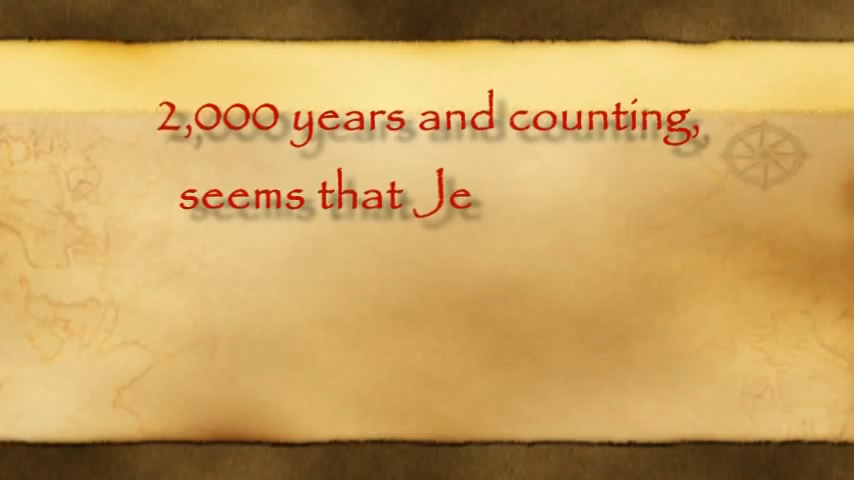 2,000 years and counting,
seems that Je